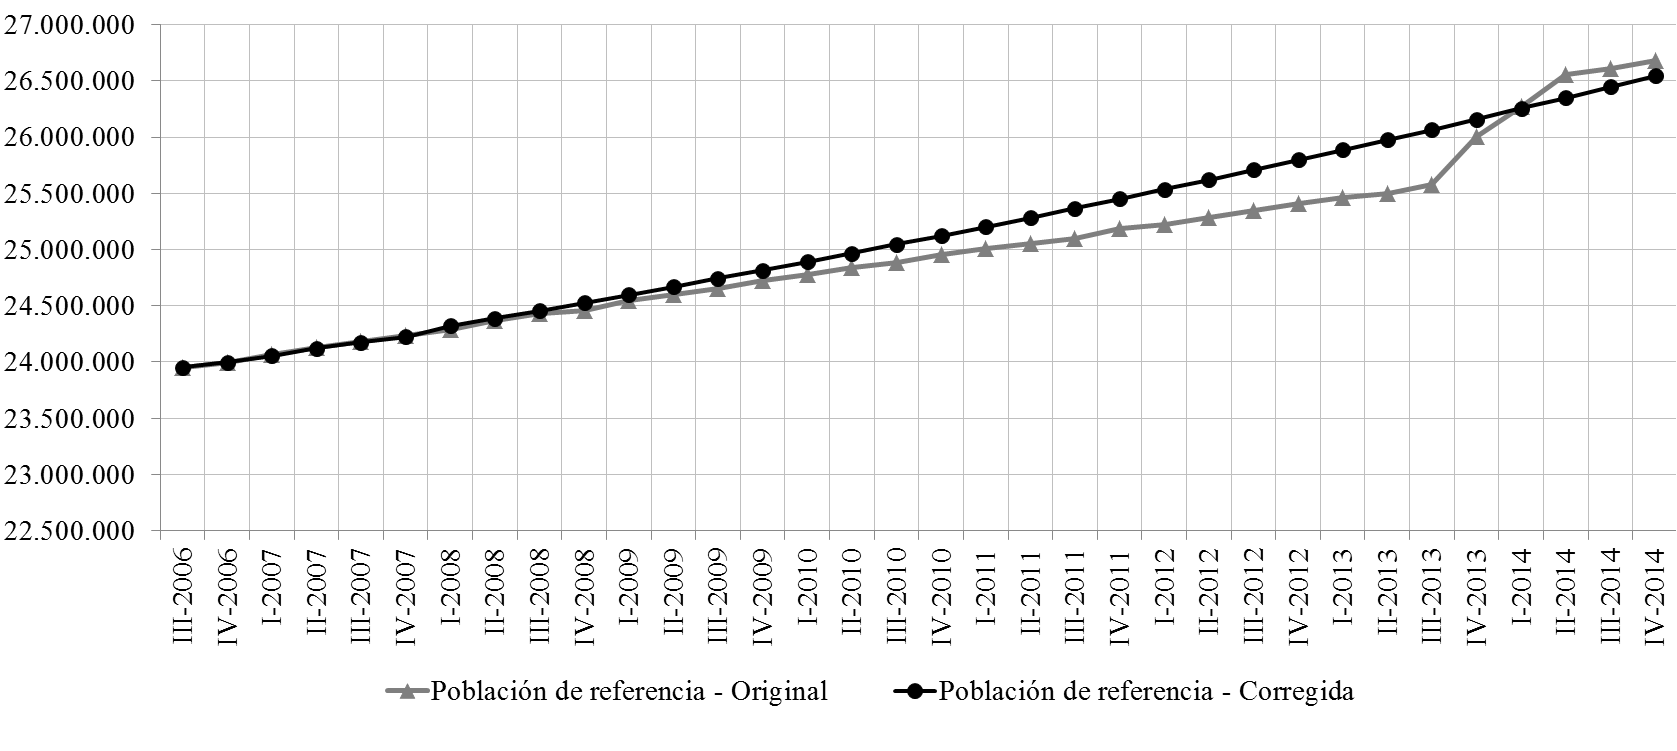 27.000.000
26.500.000
26.000.000
25.500.000
25.000.000
24.500.000
24.000.000
23.500.000
23.000.000
22.500.000
III-2006
IV-2006
I-2007
II-2007
III-2007
IV-2007
I-2008
II-2008
III-2008
IV-2008
I-2009
II-2009
III-2009
IV-2009
I-2010
II-2010
III-2010
IV-2010
I-2011
II-2011
III-2011
IV-2011
I-2012
II-2012
III-2012
IV-2012
I-2013
II-2013
III-2013
IV-2013
I-2014
II-2014
III-2014
IV-2014
Población de referencia - Original
Población de referencia - Corregida